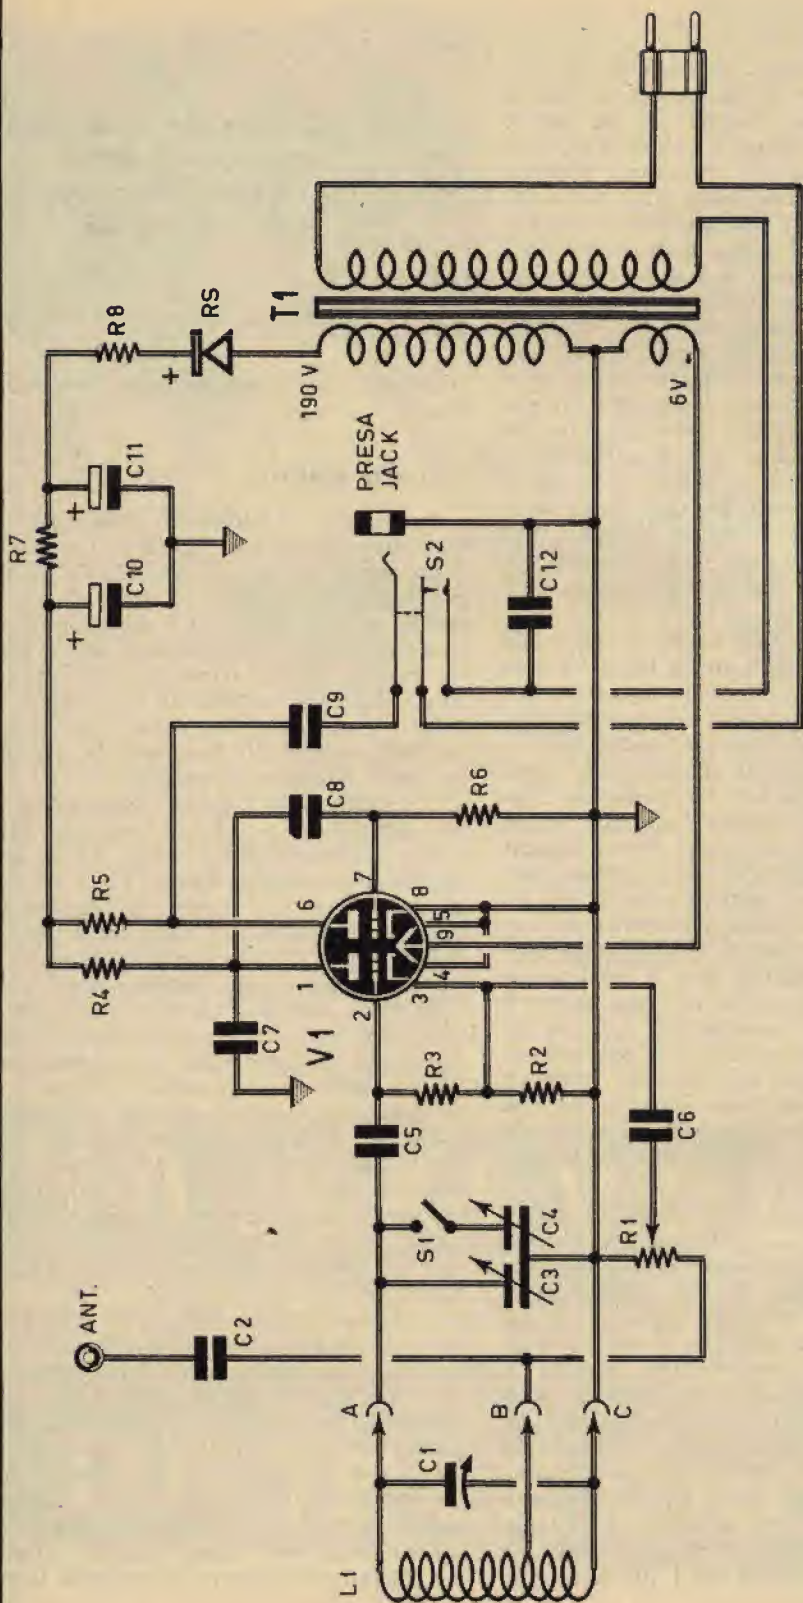 ANT.
C2
A
B
C
L1
C1
S1
C3
C4
R1
C5
C6
R3
R2
C7
V1
R4
R5
1
6
2
7
3
4
9
5
8
C8
R6
C9
R7
+
C10
+
C11
R8
+
RS
190 V
T1
6V
PRESA
JACK
S2
C12